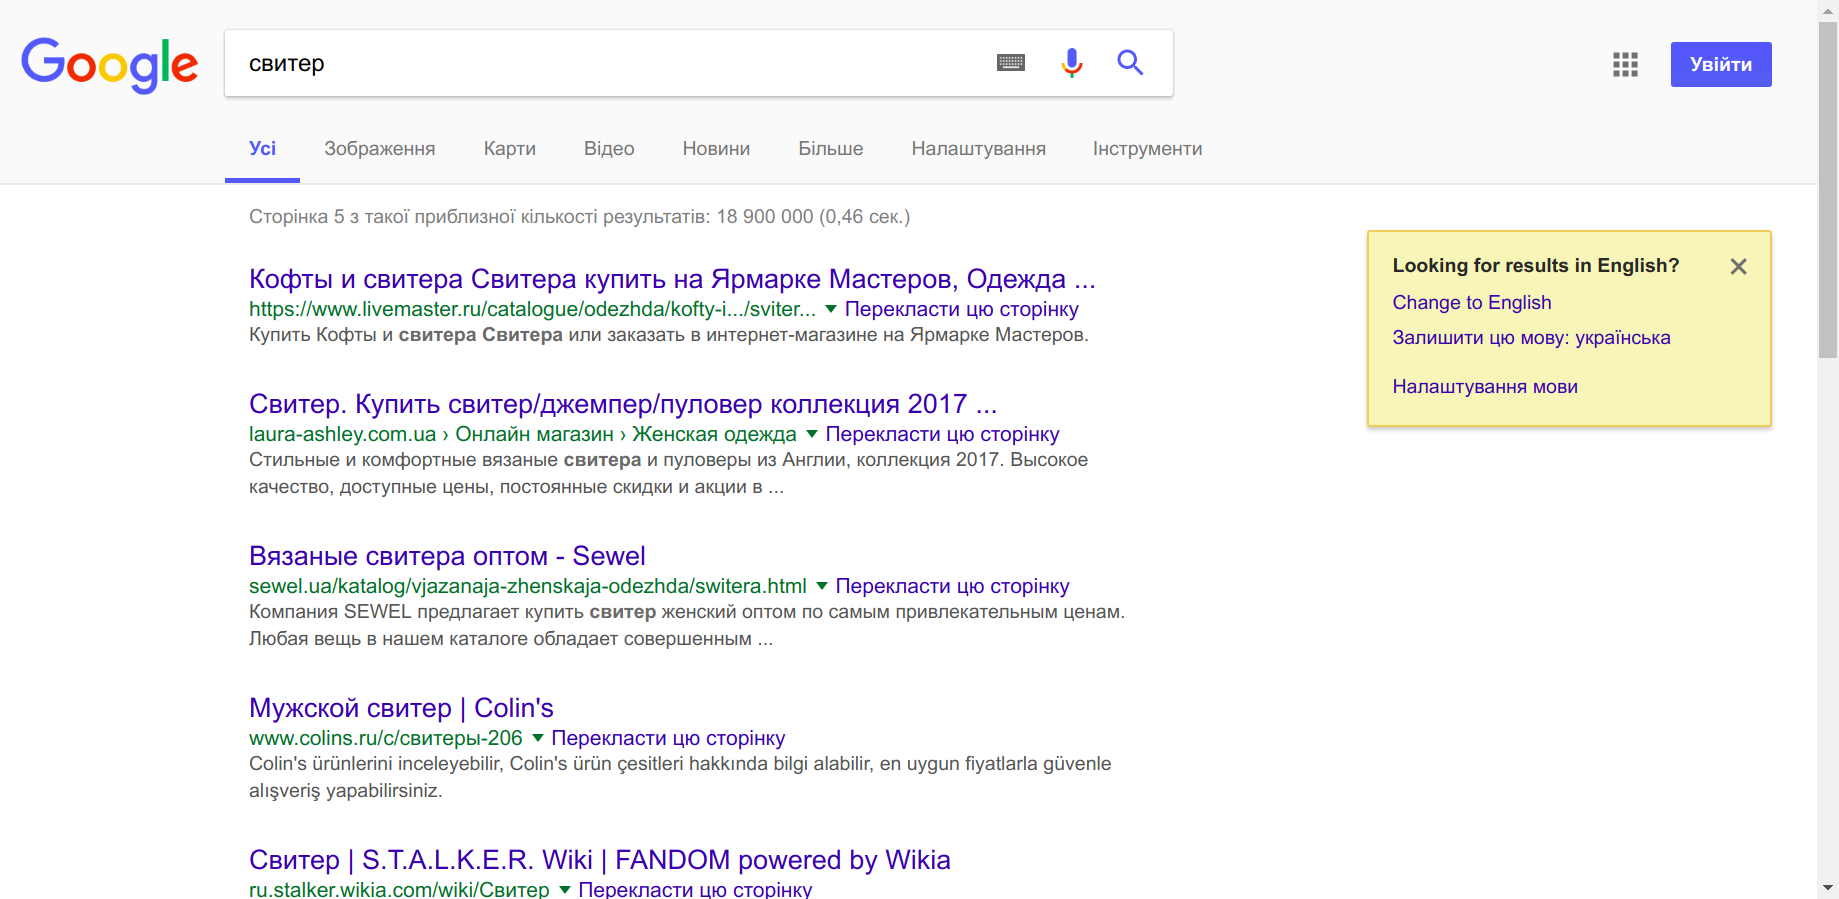 Google
свитер
Увійти
Усі Зображення Карти Відео Новини Більше Налаштування Інструменти
Сторінка 5 з такої приблизної кількості результатів: 18 900 000 (0,46 сек.)
Кофты и свитера Свитера купить на Ярмарке Мастеров, Одежда ...
https://www.livemaster.ru/catalogue/odezhda/kofty-i.../sviter... Перекласти цю сторінку
Купить Кофты и свитера Свитера или заказать в интернет-магазине на Ярмарке Мастеров.
Свитер. Купить свитер/джемпер/пуловер коллекция 2017 ...
laura-ashley.com.ua › Онлайн магазин › Женская одежда Перекласти цю сторінку
Стильные и комфортные вязаные свитера и пуловеры из Англии, коллекция 2017. Высокое
качество, доступные цены, постоянные скидки и акции в ...
Вязаные свитера оптом - Sewel
sewel.ua/katalog/vjazanaja-zhenskaja-odezhda/switera.html Перекласти цю сторінку
Компания SEWEL предлагает купить свитер женский оптом по самым привлекательным ценам.
Любая вещь в нашем каталоге обладает совершенным ...
Мужской свитер | Colin's
www.colins.ru/c/свитеры-206 Перекласти цю сторінку
Colin's ürünlerini inceleyebilir, Colin's ürün çesitleri hakkında bilgi alabilir, en uygun fiyatlarla güvenle
alışveriş yapabilirsiniz.
Свитер | S.T.A.L.K.E.R. Wiki | FANDOM powered by Wikia
ru.stalker.wikia.com/wiki/Свитер Перекласти цю сторінку
Looking for results in English?
Change to English
Залишити цю мову: українська
Налаштування мови